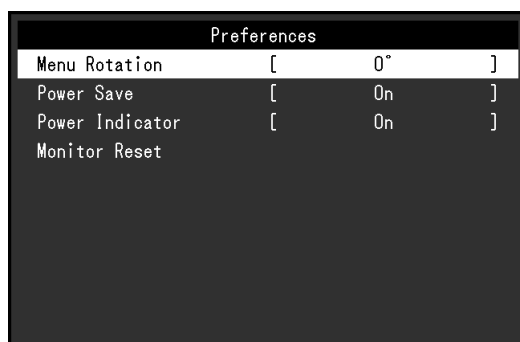 Preferences
Menu Rotation [ 0° ]
Power Save [ On ]
Power Indicator [ On ]
Monitor Reset